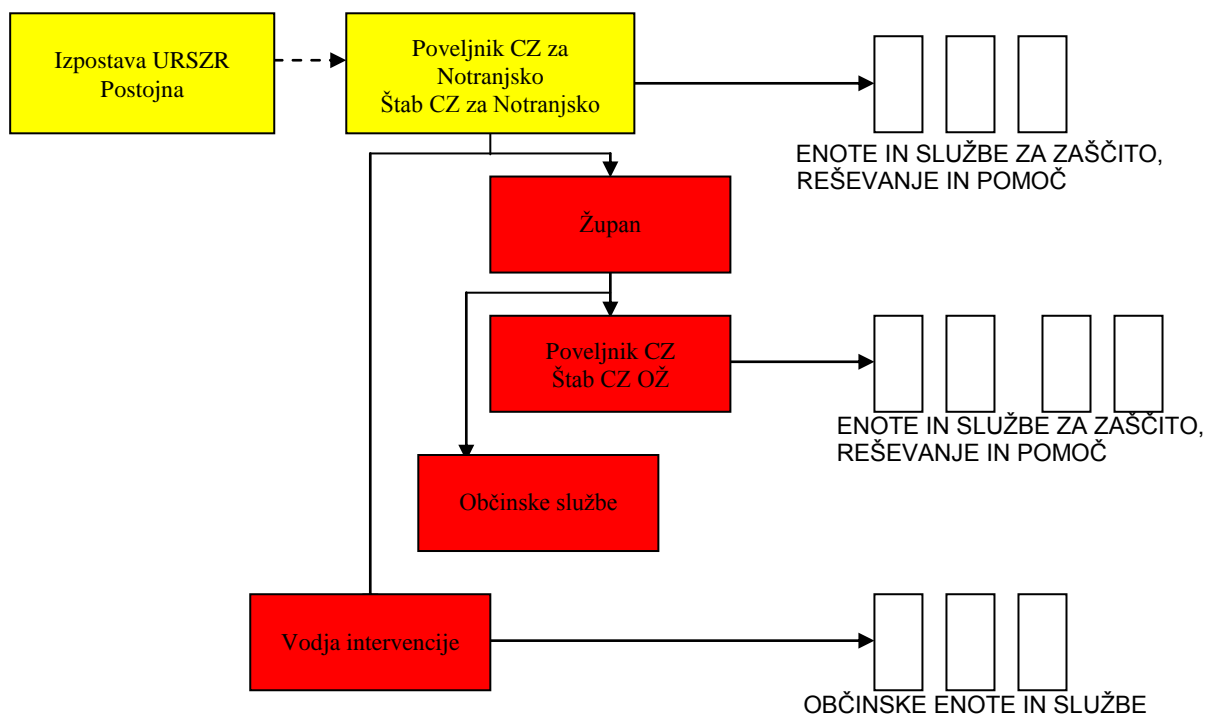 Izpostava URSZR
Postojna
Poveljnik CZ za
Notranjsko
Štab CZ za Notranjsko
ENOTE IN SLUŽBE ZA ZAŠČITO,
REŠEVANJE IN POMOČ
Župan
Poveljnik CZ
Štab CZ OŽ
ENOTE IN SLUŽBE ZA ZAŠČITO,
REŠEVANJE IN POMOČ
Občinske službe
Vodja intervencije
OBČINSKE ENOTE IN SLUŽBE